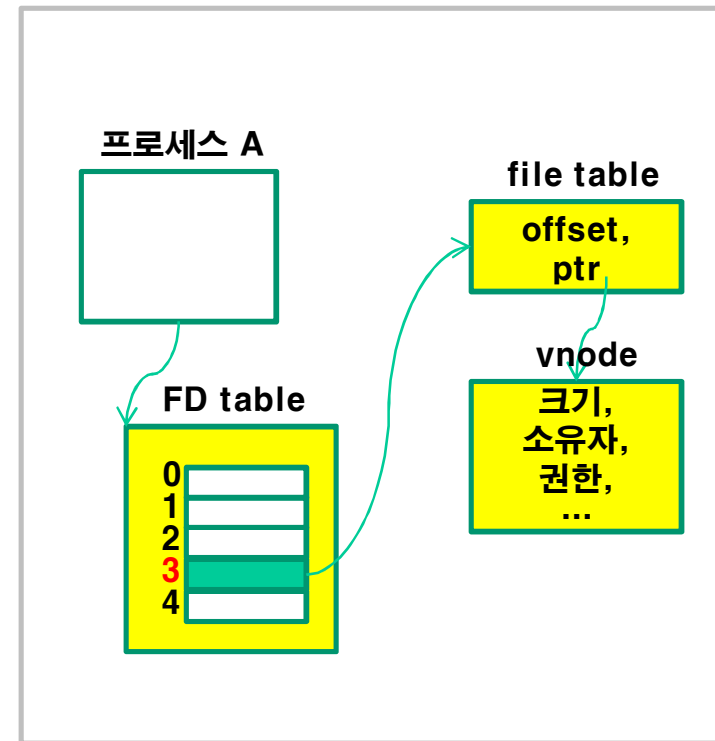 프로세스 A
FD table
0
1
2
3
4
file table
offset,
ptr
vnode
크기,
소유자,
권한,
...